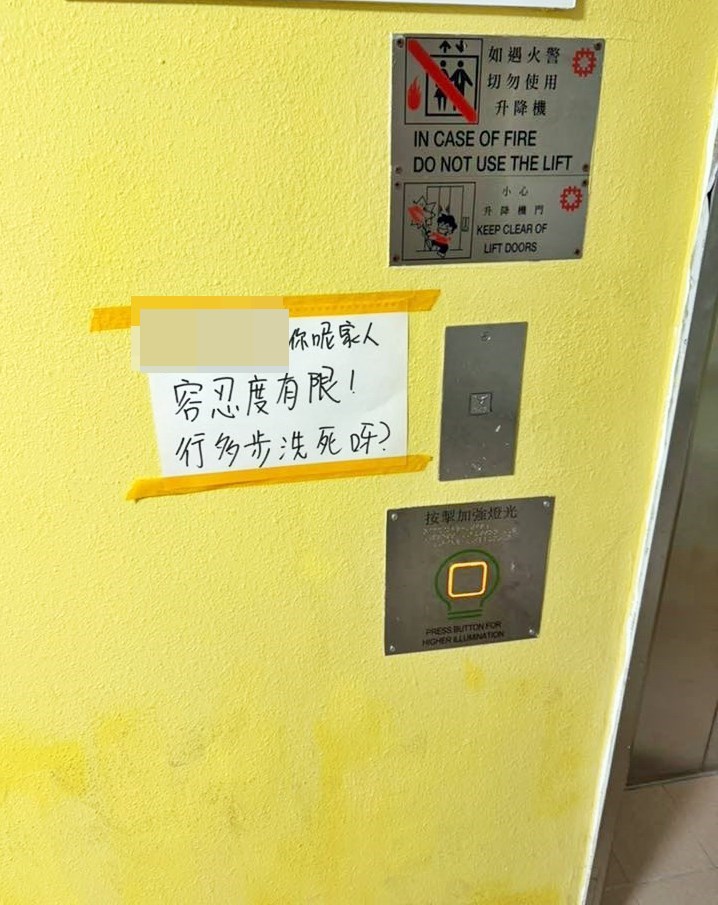 如遇火警
切勿使用
升降機
IN CASE OF FIRE
DO NOT USE THE LIFT
小心
升降機門
KEEP CLEAR OF
LIFT DOORS
你呢家人
容忍度有限！
行多步洗死呀？
按掣加強燈光
PRESS BUTTON FOR
HIGHER ILLUMINATION